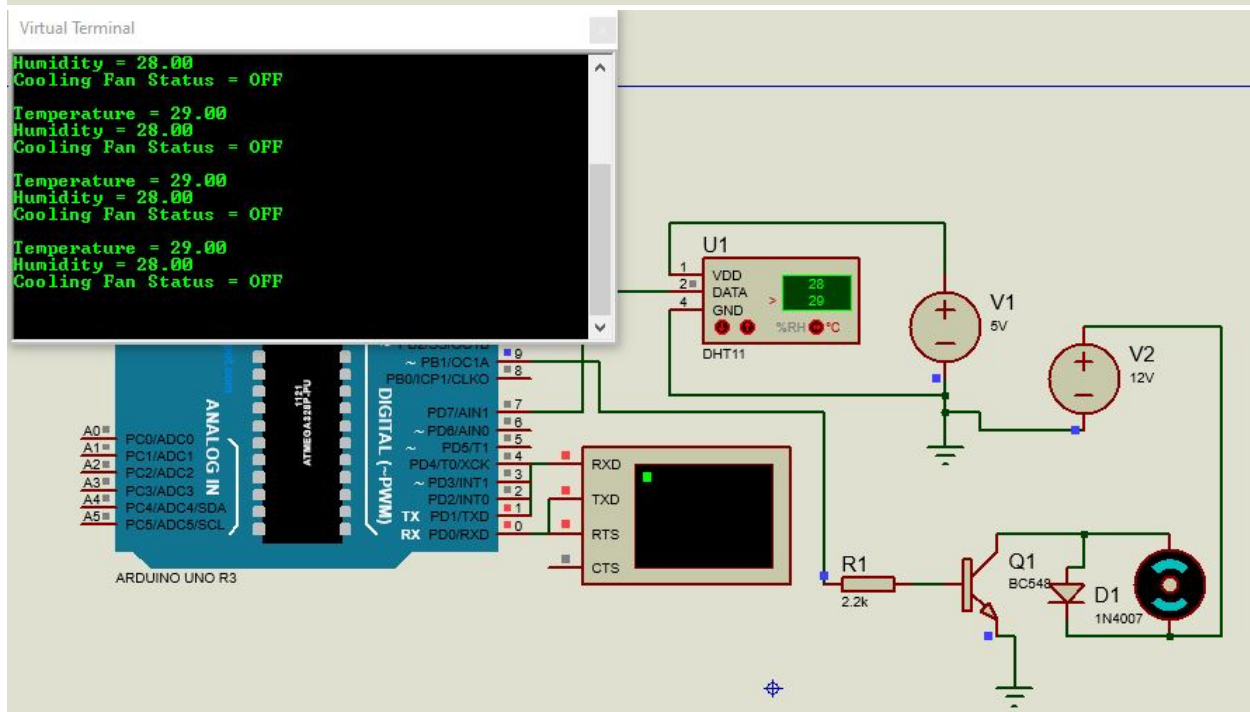 Virtual Terminal
Humidity = 28.00
Cooling Fan Status = OFF
Temperature = 29.00
Humidity = 28.00
Cooling Fan Status = OFF
Temperature = 29.00
Humidity = 28.00
Cooling Fan Status = OFF
Temperature = 29.00
Humidity = 28.00
Cooling Fan Status = OFF
U1
1 VDD
2 DATA
4 GND
28
> 29
%RH °C
DHT11
V1
5V
V2
12V
~ PB1/OC1A 9
PB0/ICP1/CLKO 8
PD7/AIN1 7
~ PD6/AIN0 6
~ PD5/T1 5
PD4/T0/XCK 4
~ PD3/INT1 3
PD2/INT0 2
TX PD1/TXD 1
RX PD0/RXD 0
DIGITAL (~PWM)
1121
ATMEGA328P-PU
ANALOG IN
A0 PC0/ADC0
A1 PC1/ADC1
A2 PC2/ADC2
A3 PC3/ADC3
A4 PC4/ADC4/SDA
A5 PC5/ADC5/SCL
ARDUINO UNO R3
RXD
TXD
RTS
CTS
R1
2.2k
Q1
BC548
D1
1N4007